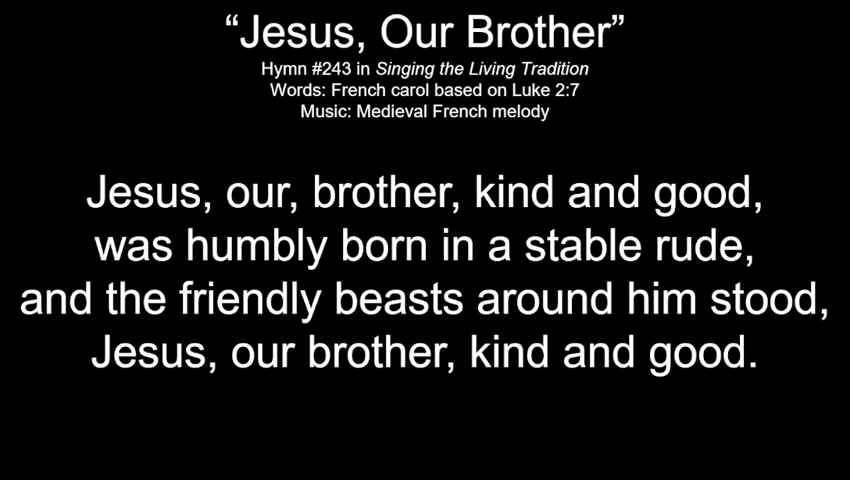 “Jesus, Our Brother”
Hymn #243 in Singing the Living Tradition
Words: French carol based on Luke 2:7
Music: Medieval French melody
Jesus, our, brother, kind and good,
was humbly born in a stable rude,
and the friendly beasts around him stood,
Jesus, our brother, kind and good.